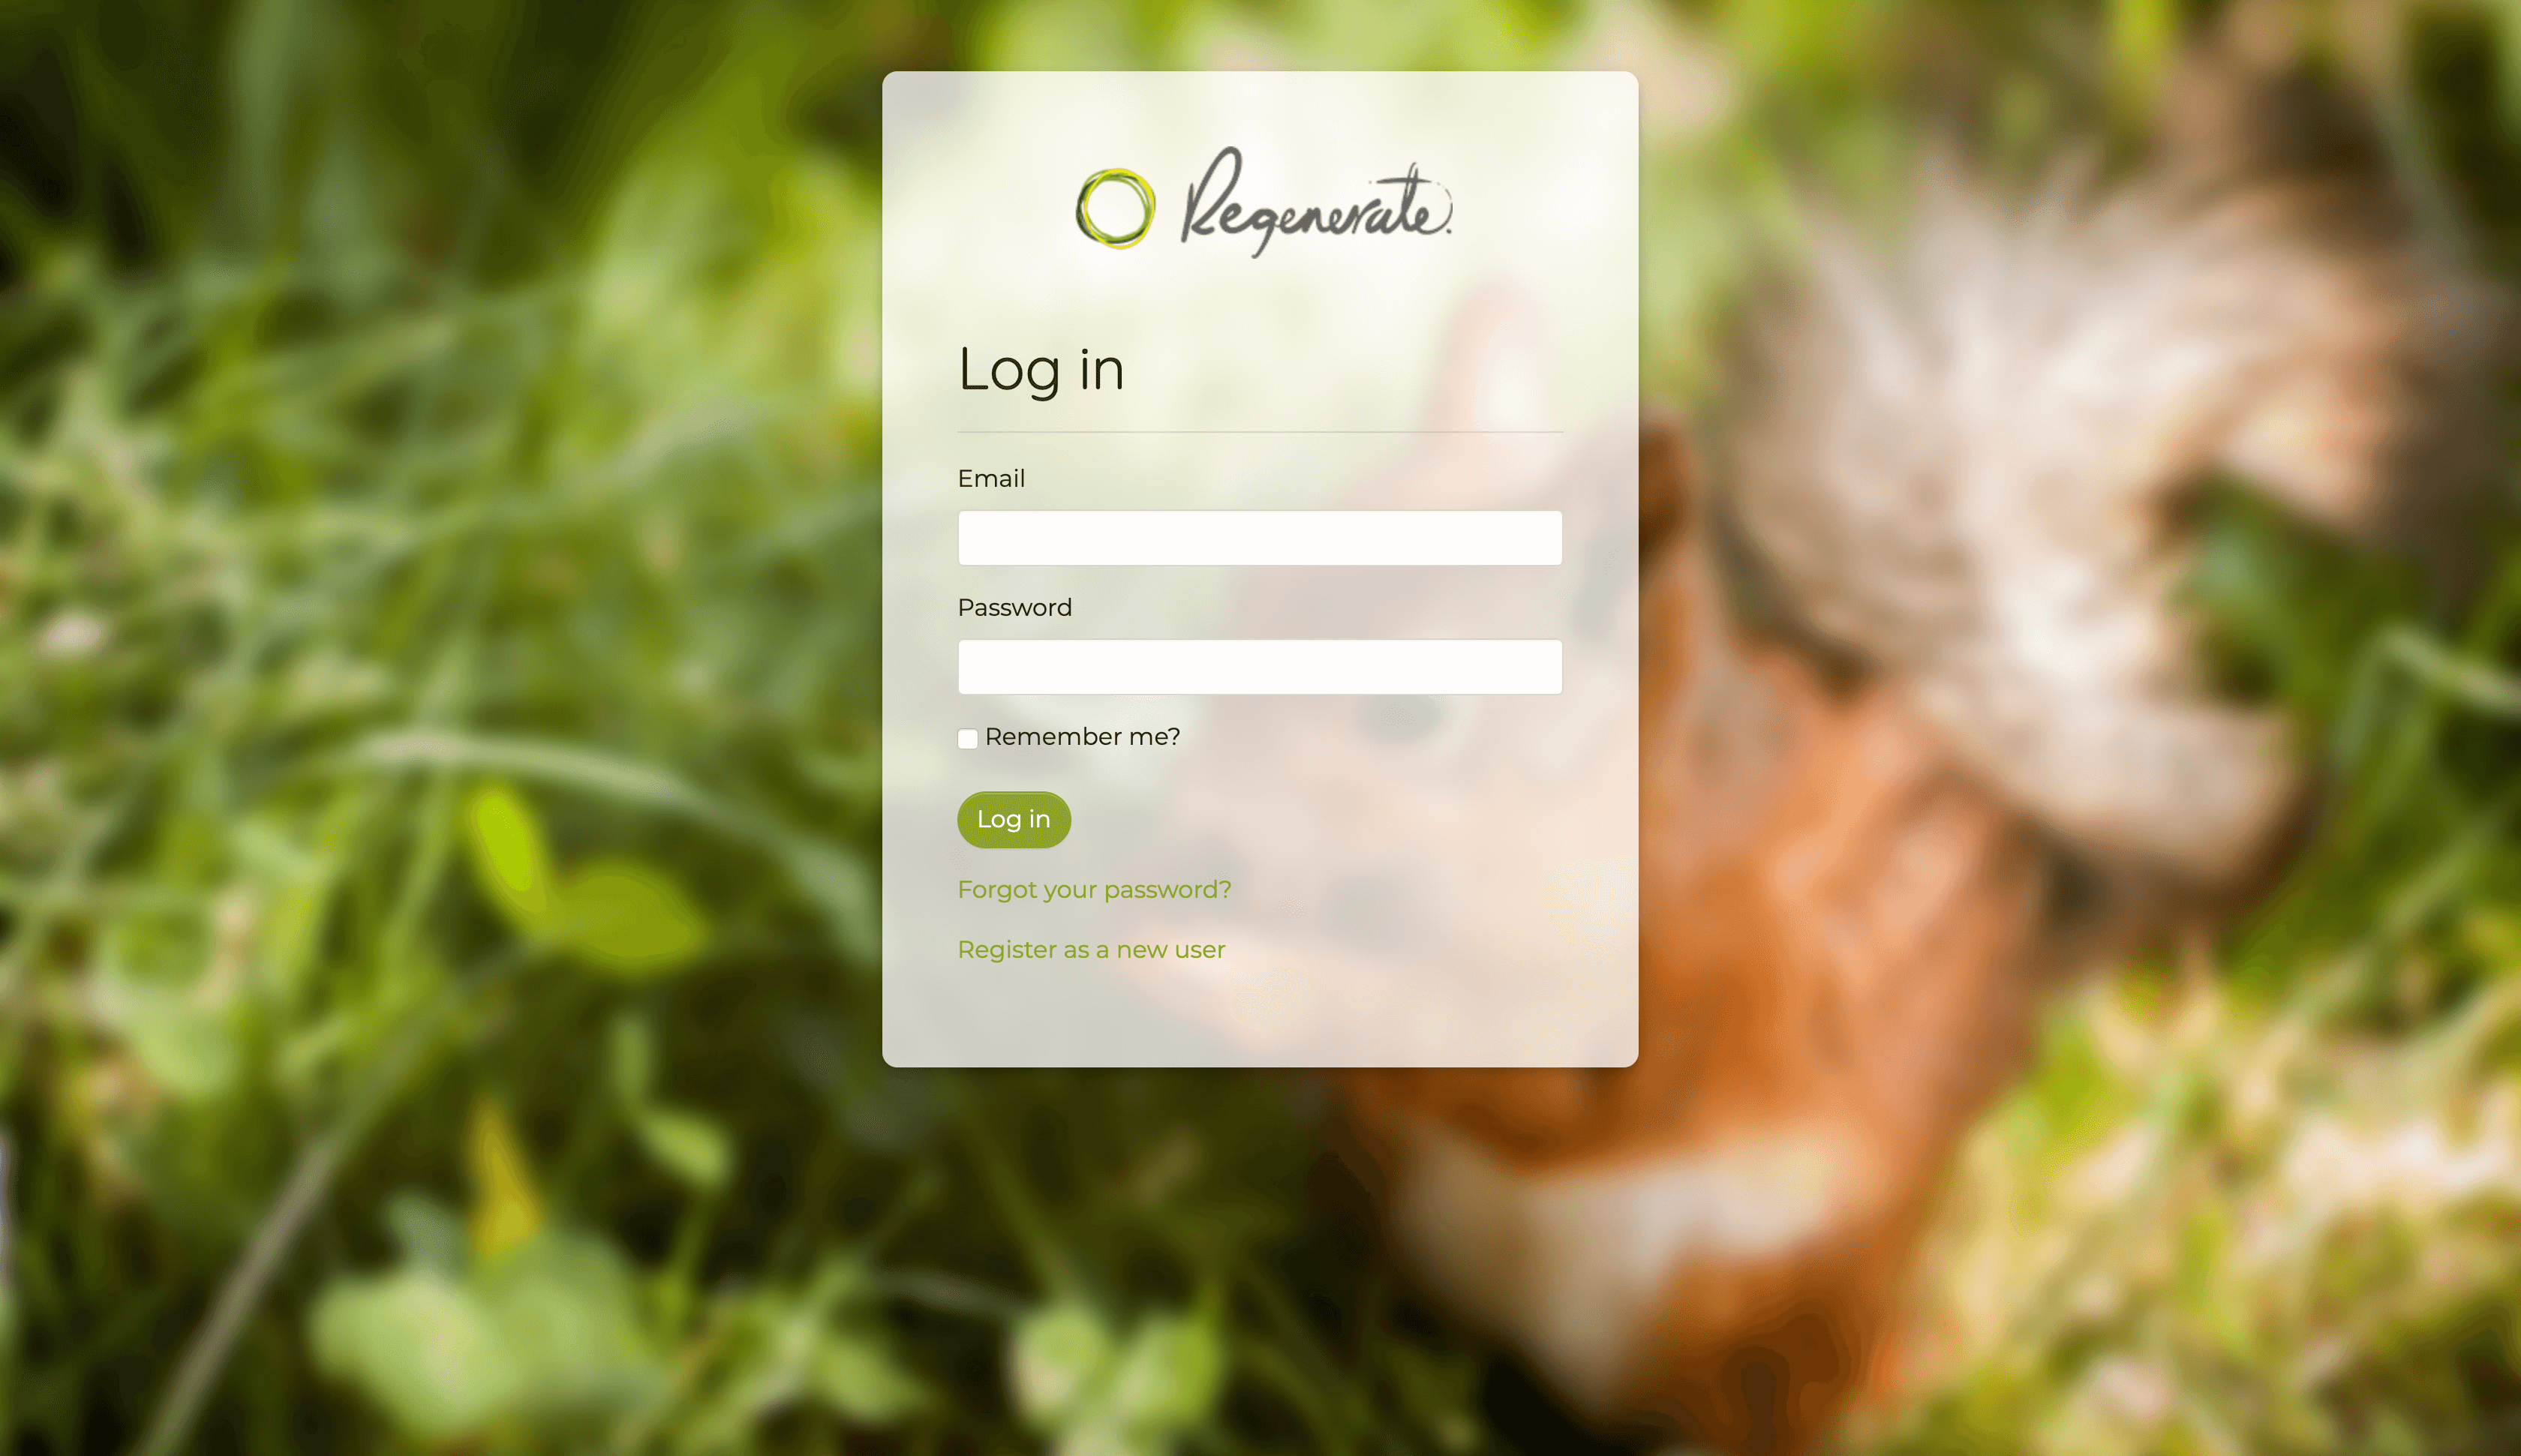 Regenerate.
Log in
Email
Password
Remember me?
Log in
Forgot your password?
Register as a new user